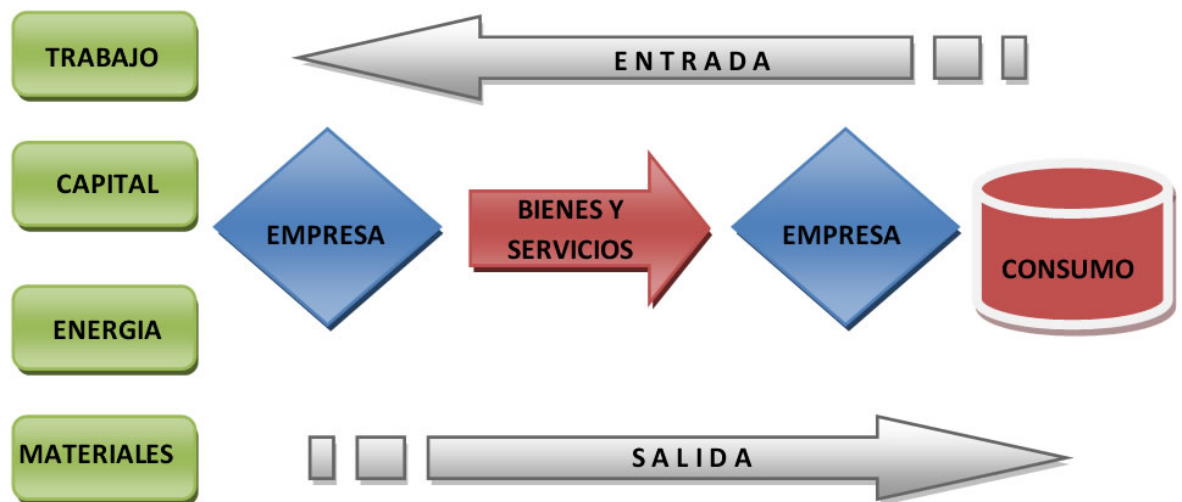 TRABAJO
ENTRADA
CAPITAL
EMPRESA
BIENES Y
SERVICIOS
EMPRESA
CONSUMO
ENERGIA
MATERIALES
SALIDA